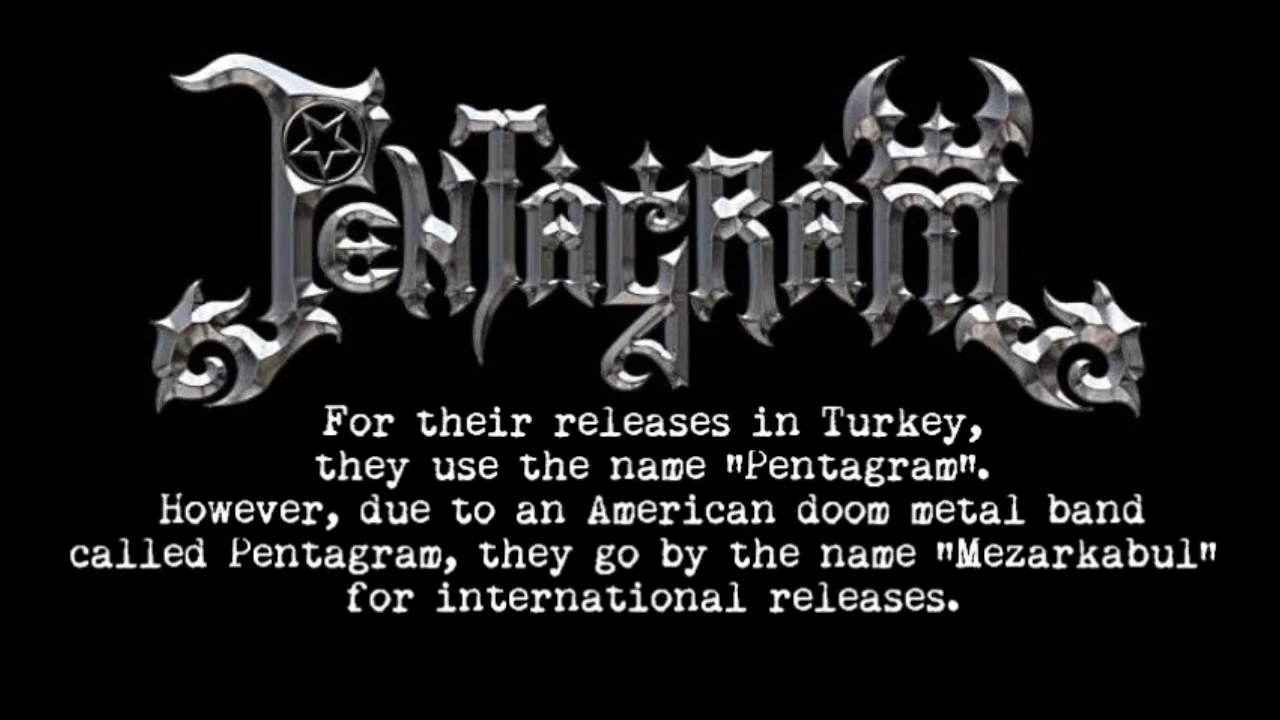 PENTAGRAM
For their releases in Turkey,
they use the name "Pentagram".
However, due to an American doom metal band
called Pentagram, they go by the name "Mezarkabul"
for international releases.